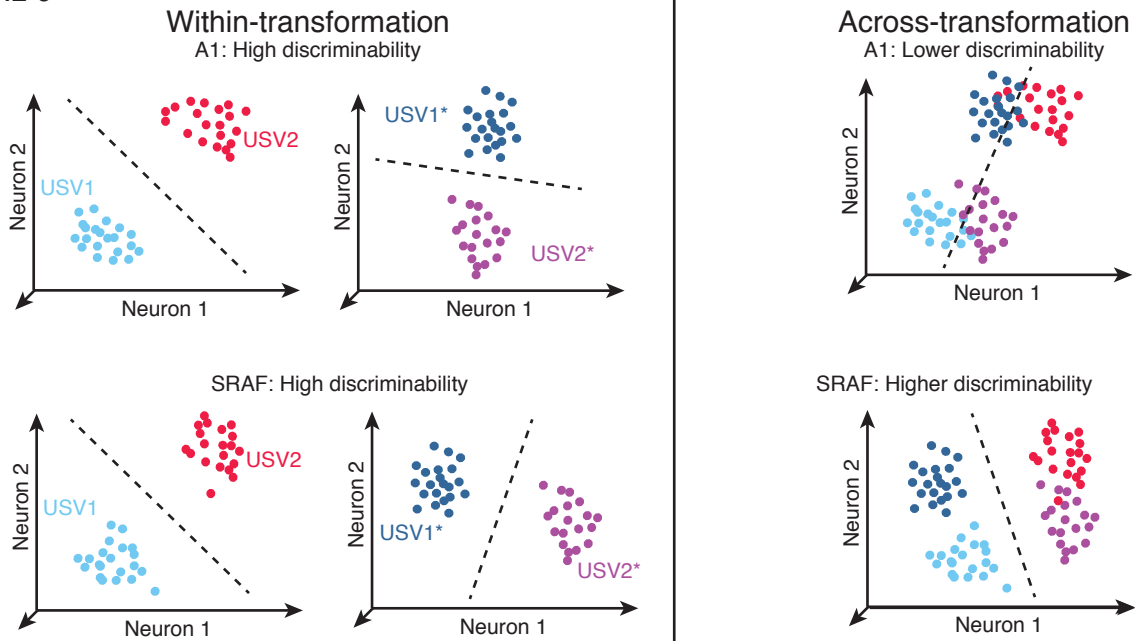 Within-transformation
A1: High discriminability
Neuron 2
USV1
USV2
Neuron 1
Neuron 2
USV1*
USV2*
Neuron 1
SRAF: High discriminability
Neuron 2
USV1
USV2
Neuron 1
Neuron 2
USV1*
USV2*
Neuron 1
Across-transformation
A1: Lower discriminability
Neuron 2
Neuron 1
SRAF: Higher discriminability
Neuron 2
Neuron 1